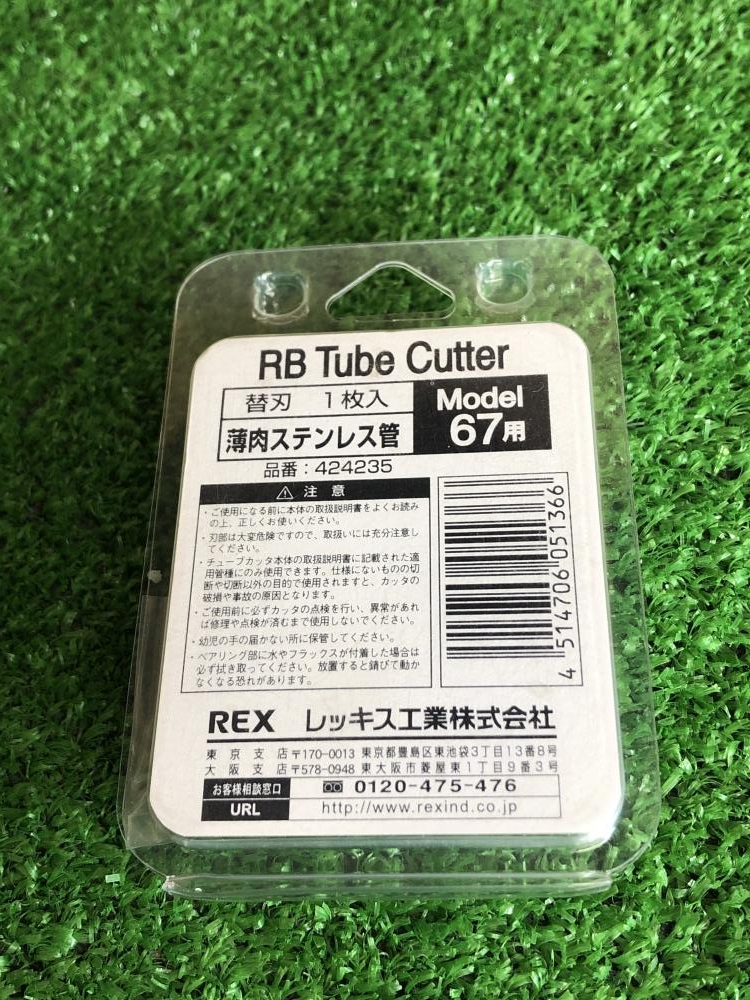 RB Tube Cutter
替刃 1枚入
薄肉ステンレス管
Model
67用
品番：424235
⚠ 注意
・ご使用になる前に本体の取扱説明書をよくお読み
の上、正しくお使いください。
・刃部は大変危険ですので、取扱いには充分注意し
てください。
・チューブカッタ本体の取扱説明書に記載された適
用管種にのみ使用できます。仕様にないものの切
断や切断以外の目的で使用されますと、カッタの
破損や事故の原因となります。
・ご使用前に必ずカッタの点検を行い、異常があれ
ば修理や点検が済むまで使用しないでください。
・幼児の手の届かない所に保管してください。
・ベアリング部に水やフラックスが付着した場合は
必ず拭き取ってください。放置すると錆びて動か
なくなる恐れがあります。
4 514706 051366
REX レッキス工業株式会社
東京支店 〒170-0013 東京都豊島区東池袋3丁目13番8号
大阪支店 〒578-0948 東大阪市菱屋東1丁目9番3号
お客様相談窓口 0120-475-476
URL http://www.rexind.co.jp